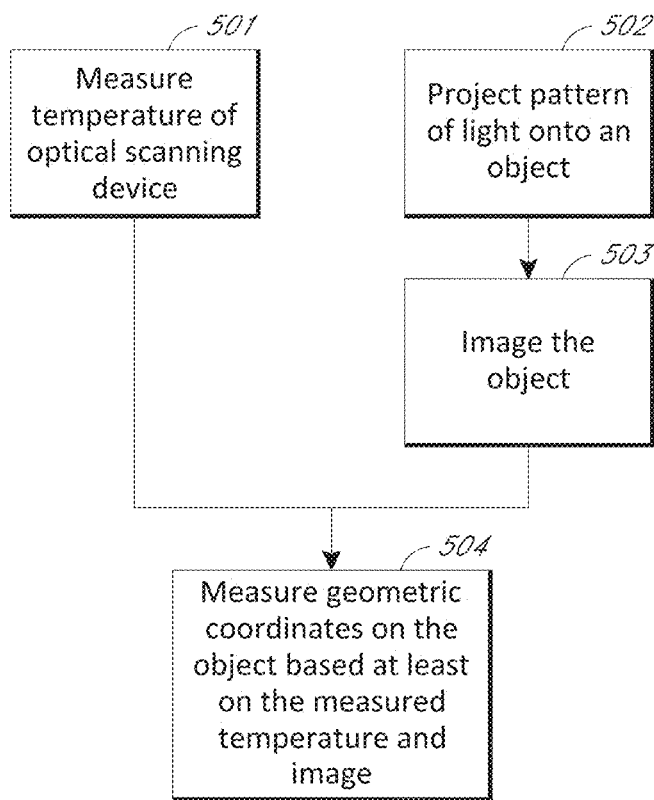 501
Measure
temperature of
optical scanning
device
502
Project pattern
of light onto an
object
503
Image the
object
504
Measure geometric
coordinates on the
object based at least
on the measured
temperature and
image